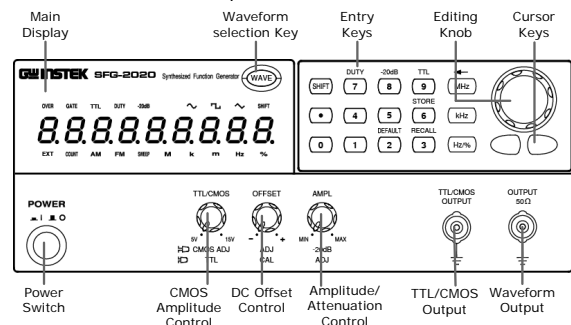 Main Display
Waveform selection Key
Entry Keys
Editing Knob
Cursor Keys
GW INSTEK SFG-2020 Synthesized Function Generator
WAVE
OVER GATE TTL DUTY -20dB SHIFT
8.8.8.8.8.8.8.8.8.
EXT COUNT AM FM SWEEP M k m Hz %
DUTY -20dB TTL
SHIFT 7 8 9 MHz
STORE
4 5 6 kHz
DEFAULT RECALL
0 1 2 3 Hz/%
POWER
I O
TTL/CMOS OFFSET AMPL
5V 15V - + MIN MAX
CMOS ADJ ADJ -20dB
TTL CAL ADJ
TTL/CMOS OUTPUT
OUTPUT 50Ω
Power Switch
CMOS Amplitude Control
DC Offset Control
Amplitude/ Attenuation Control
TTL/CMOS Output
Waveform Output